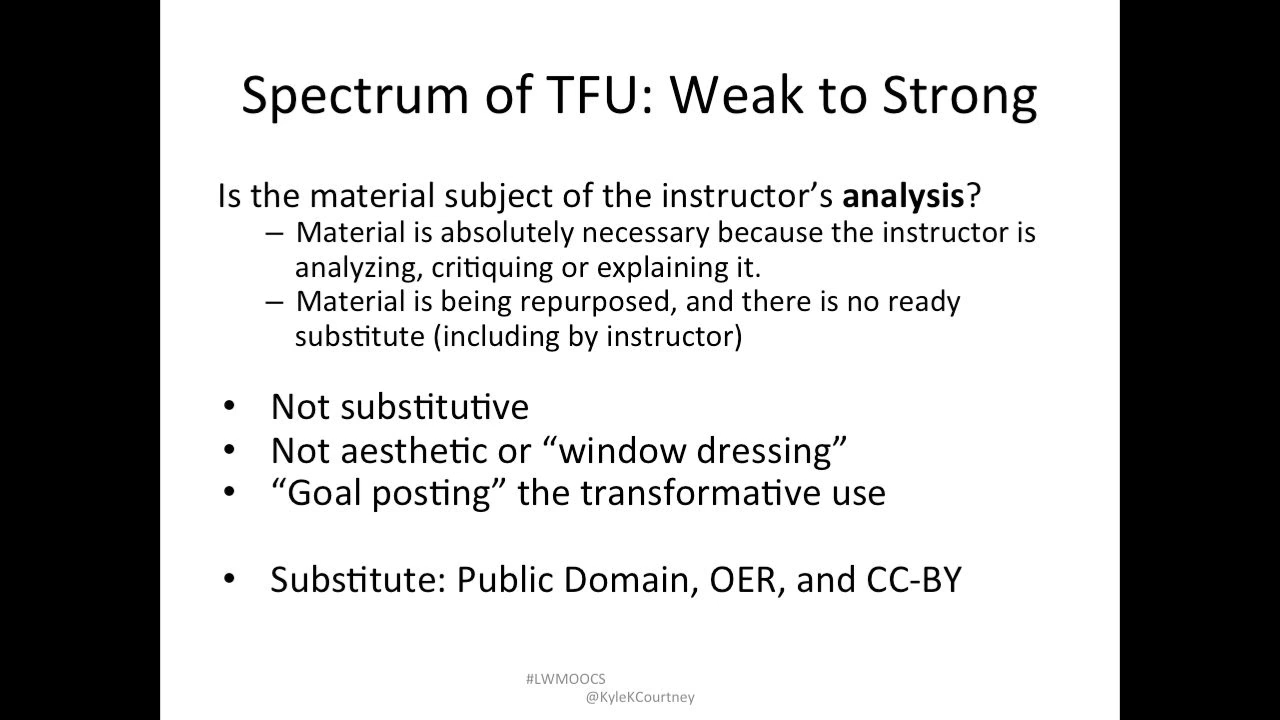 Spectrum of TFU: Weak to Strong
Is the material subject of the instructor’s analysis?
– Material is absolutely necessary because the instructor is
analyzing, critiquing or explaining it.
– Material is being repurposed, and there is no ready
substitute (including by instructor)
• Not substitutive
• Not aesthetic or “window dressing”
• “Goal posting” the transformative use
• Substitute: Public Domain, OER, and CC-BY
#LWMOOCS
@KyleKCourtney